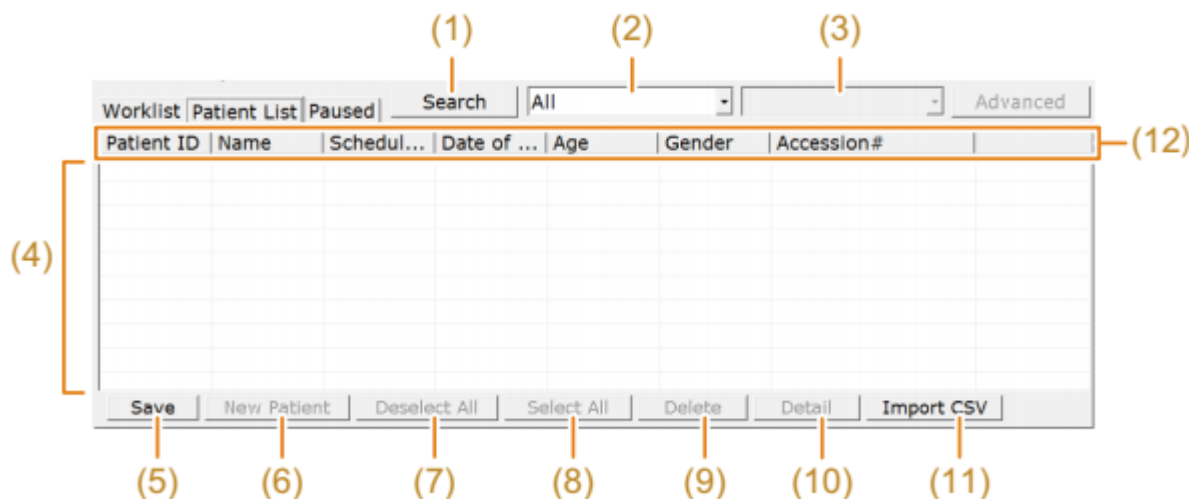 (1) (2) (3)
Worklist Patient List Paused Search All Advanced
Patient ID Name Schedul... Date of ... Age Gender Accession# (12)
(4)
Save New Patient Deselect All Select All Delete Detail Import CSV
(5) (6) (7) (8) (9) (10) (11)